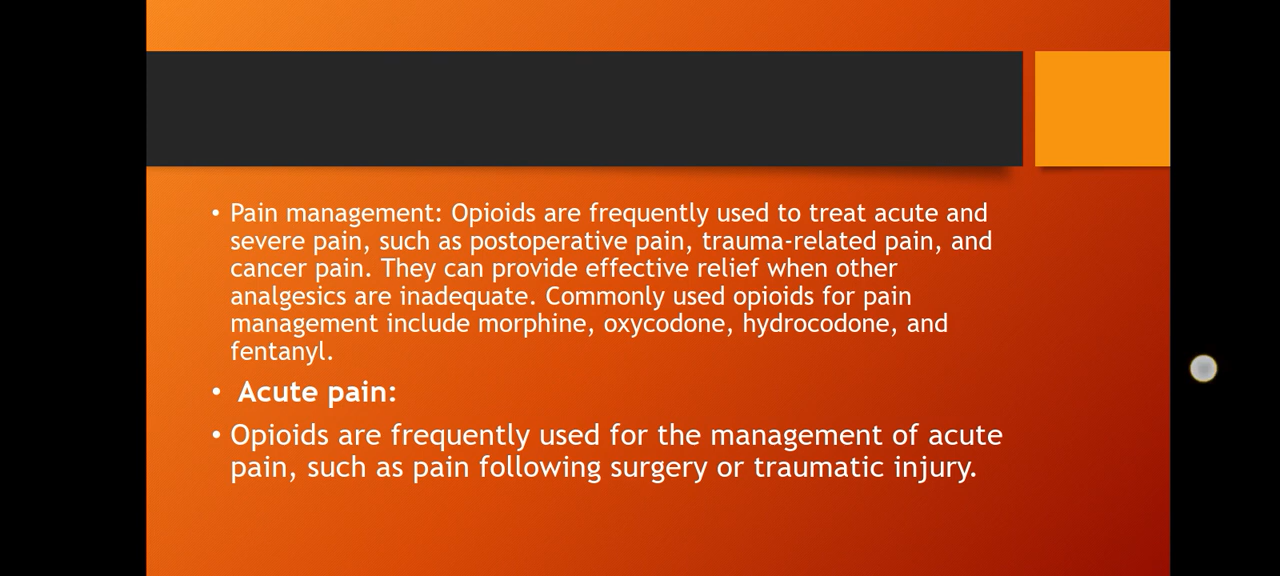 • Pain management: Opioids are frequently used to treat acute and
severe pain, such as postoperative pain, trauma-related pain, and
cancer pain. They can provide effective relief when other
analgesics are inadequate. Commonly used opioids for pain
management include morphine, oxycodone, hydrocodone, and
fentanyl.
• Acute pain:
• Opioids are frequently used for the management of acute
pain, such as pain following surgery or traumatic injury.